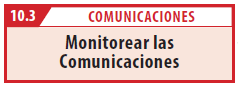 10.3 COMUNICACIONES
Monitorear las
Comunicaciones